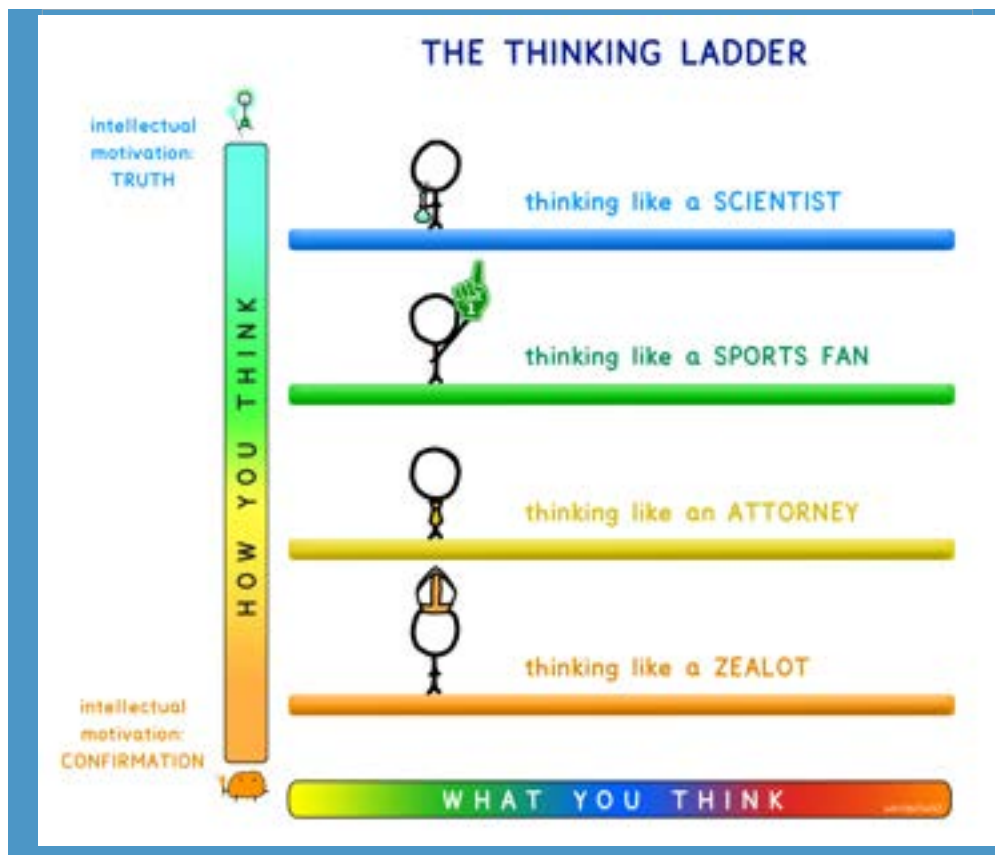 THE THINKING LADDER
intellectual
motivation:
TRUTH
thinking like a SCIENTIST
1
thinking like a SPORTS FAN
HOW YOU THINK
thinking like an ATTORNEY
thinking like a ZEALOT
intellectual
motivation:
CONFIRMATION
WHAT YOU THINK